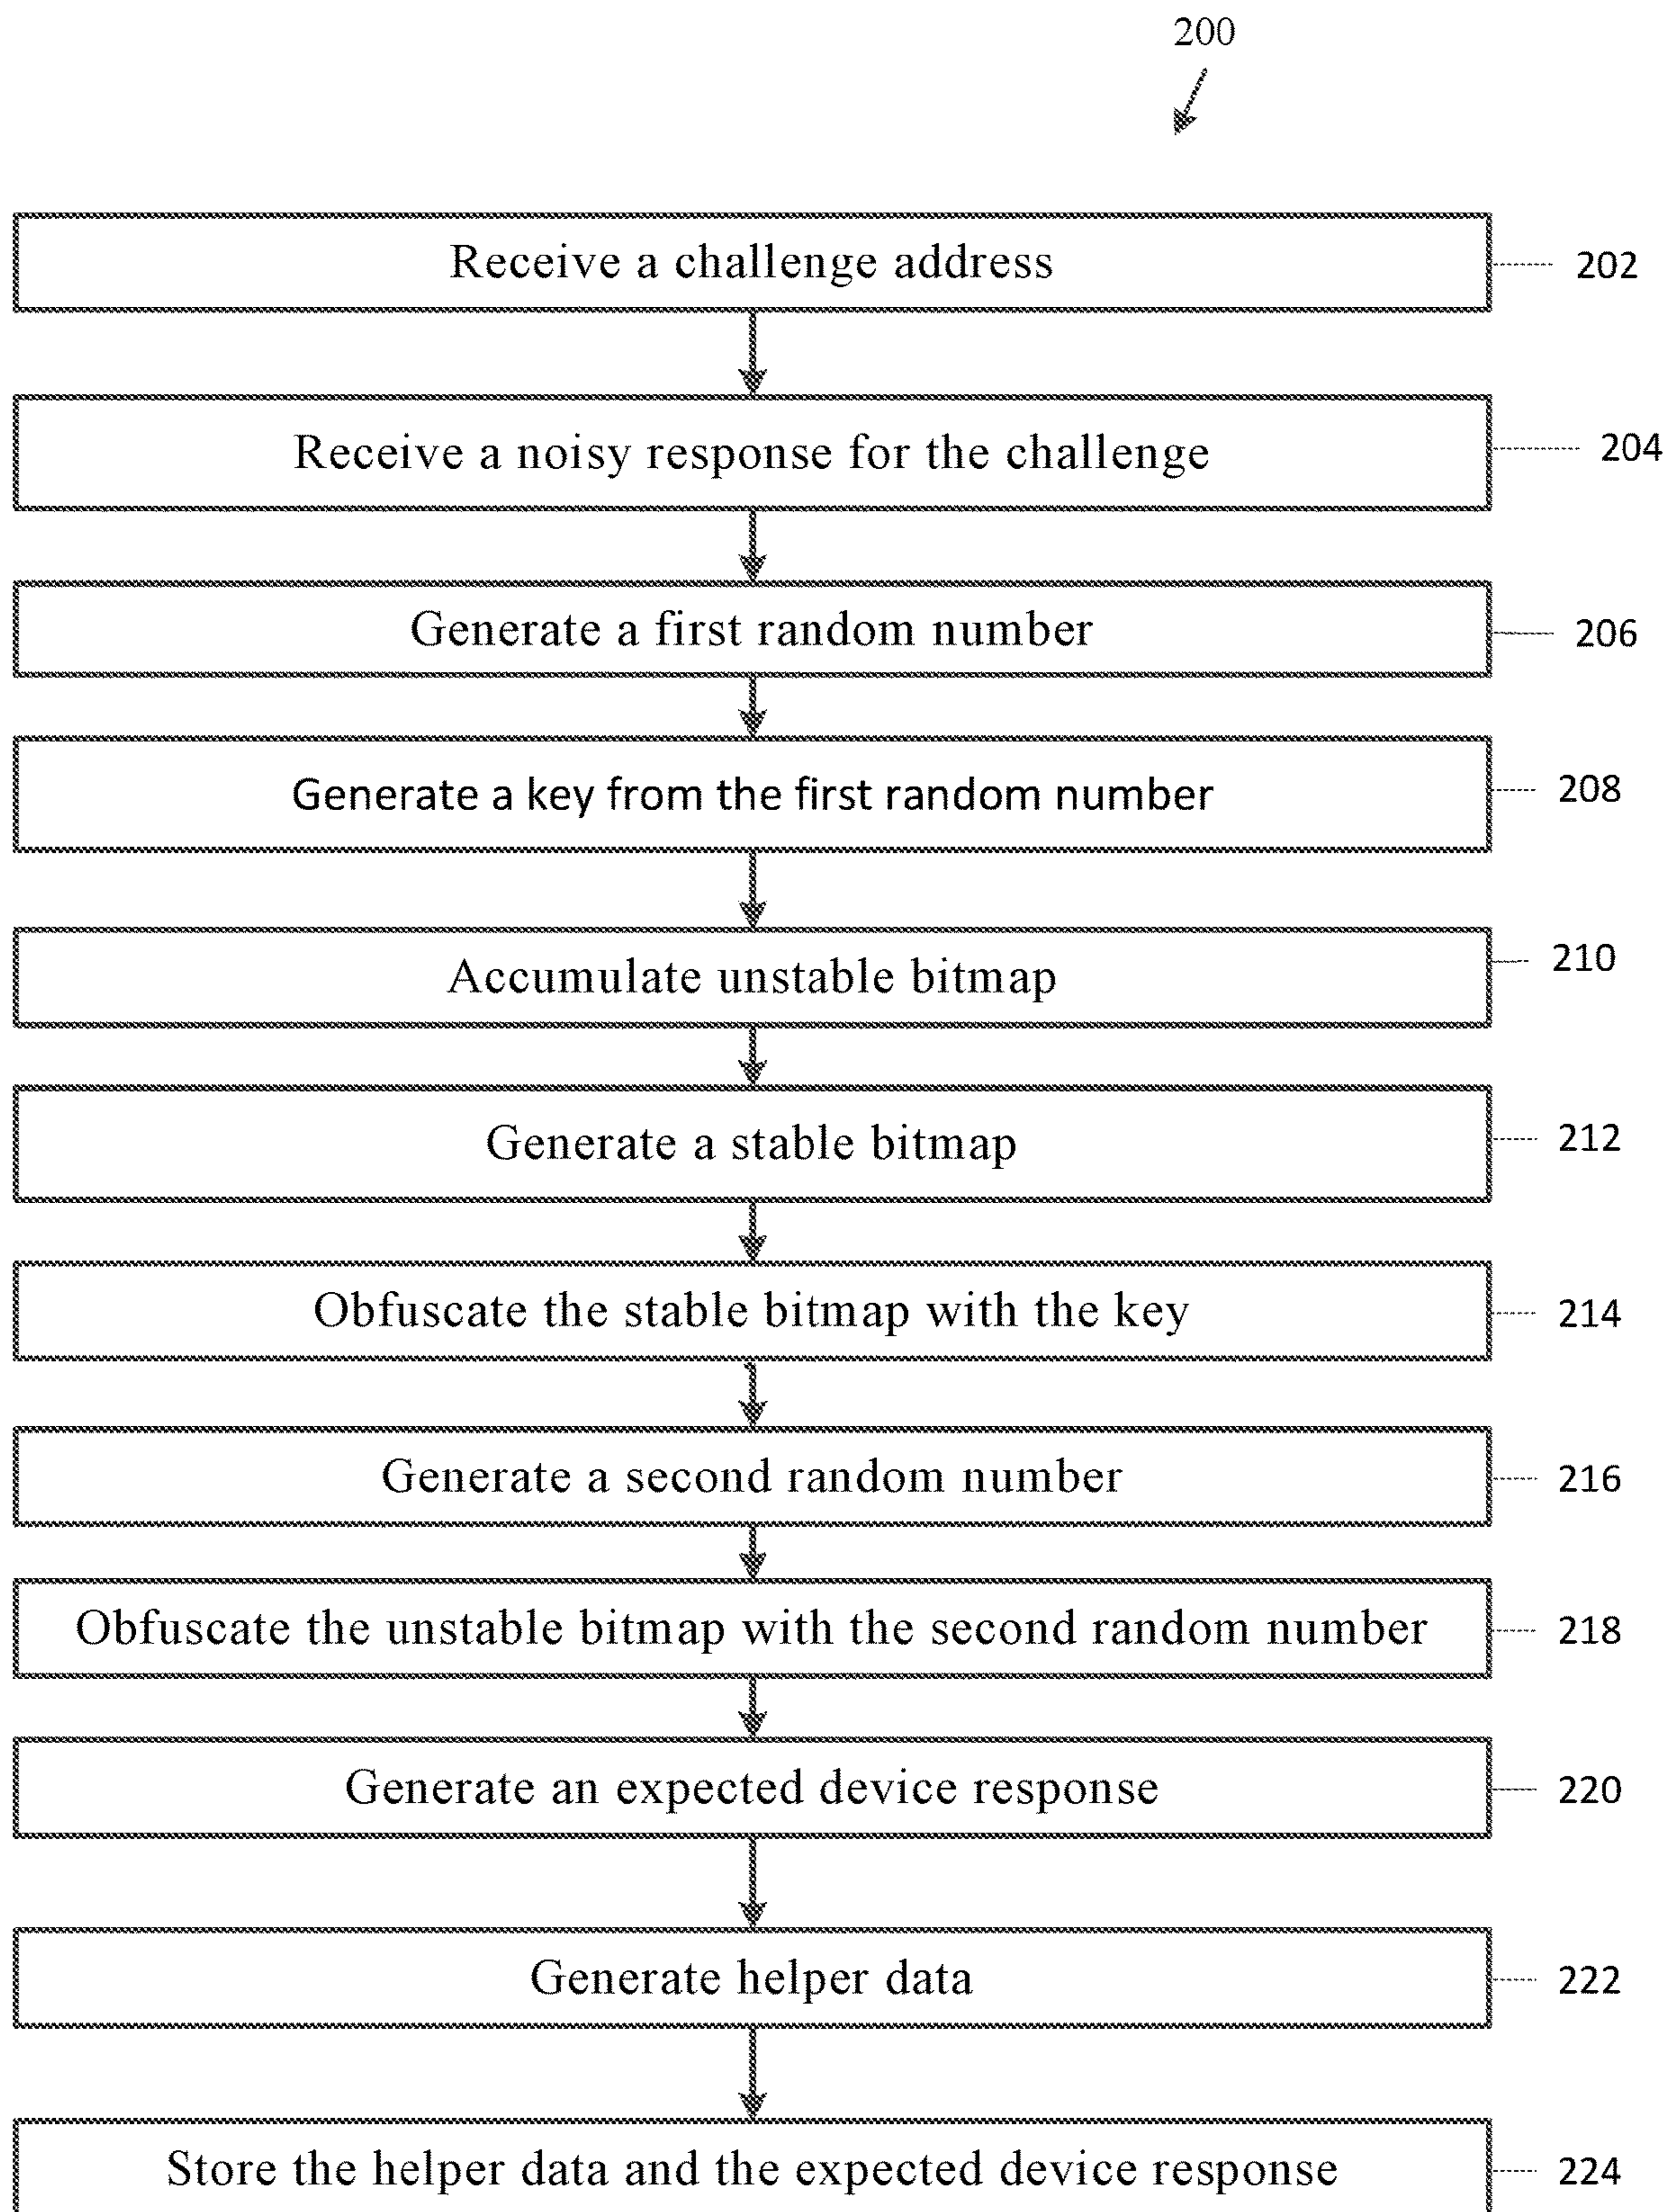 200
Receive a challenge address 202
Receive a noisy response for the challenge 204
Generate a first random number 206
Generate a key from the first random number 208
Accumulate unstable bitmap 210
Generate a stable bitmap 212
Obfuscate the stable bitmap with the key 214
Generate a second random number 216
Obfuscate the unstable bitmap with the second random number 218
Generate an expected device response 220
Generate helper data 222
Store the helper data and the expected device response 224